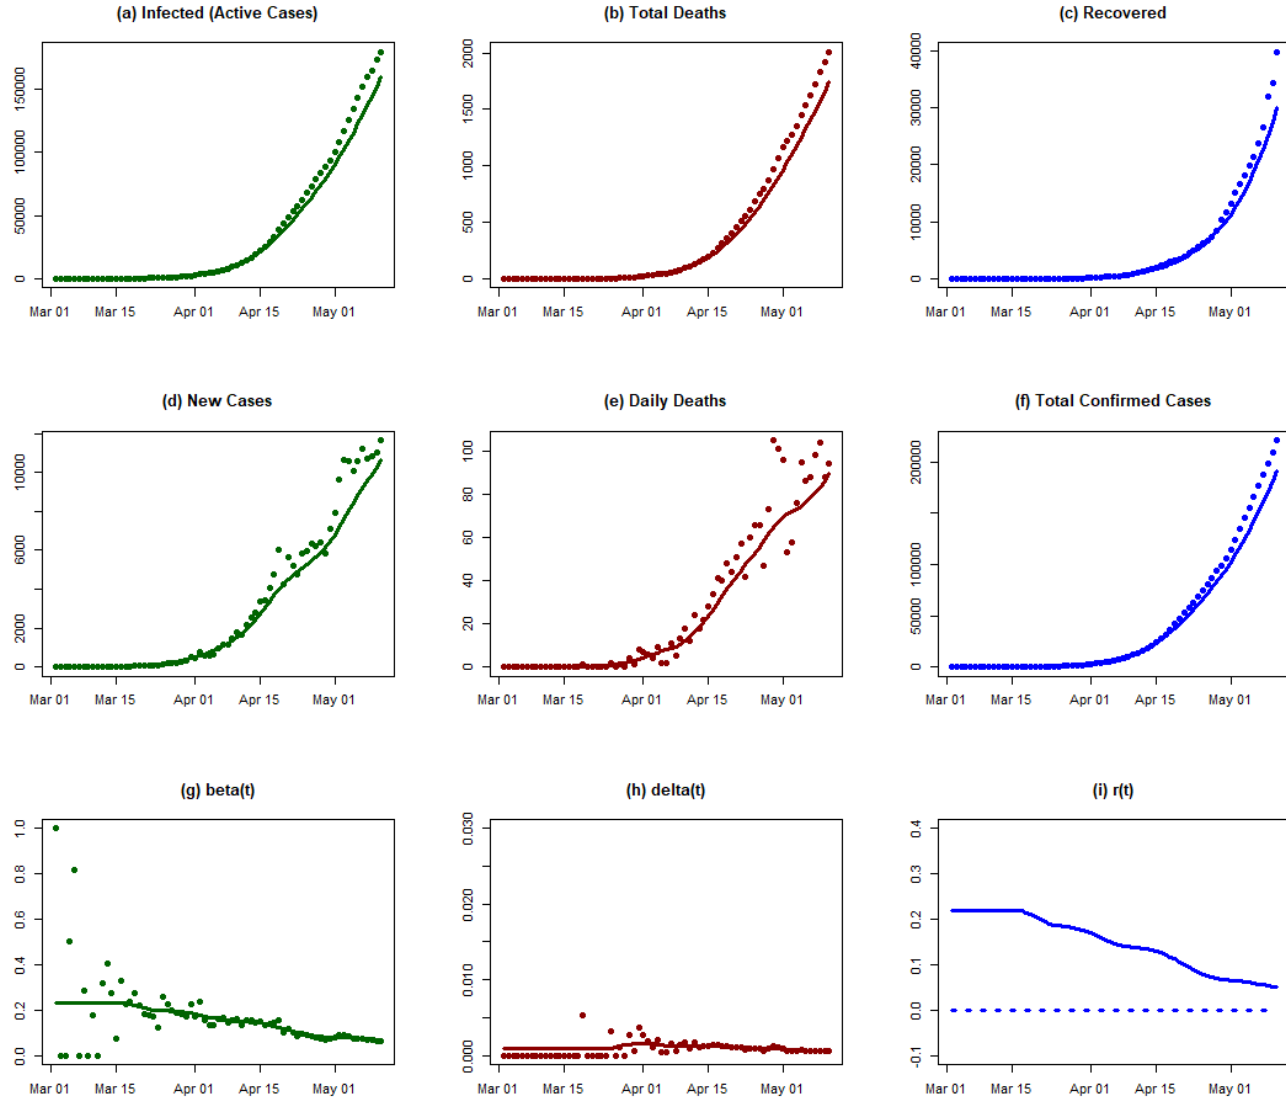 (a) Infected (Active Cases)
150000
100000
50000
0
Mar 01 Mar 15 Apr 01 Apr 15 May 01
(b) Total Deaths
2000
1500
1000
500
0
Mar 01 Mar 15 Apr 01 Apr 15 May 01
(c) Recovered
40000
30000
20000
10000
0
Mar 01 Mar 15 Apr 01 Apr 15 May 01
(d) New Cases
10000
6000
2000
0
Mar 01 Mar 15 Apr 01 Apr 15 May 01
(e) Daily Deaths
100
80
60
40
20
0
Mar 01 Mar 15 Apr 01 Apr 15 May 01
(f) Total Confirmed Cases
200000
100000
50000
0
Mar 01 Mar 15 Apr 01 Apr 15 May 01
(g) beta(t)
1.0
0.8
0.6
0.4
0.2
0.0
Mar 01 Mar 15 Apr 01 Apr 15 May 01
(h) delta(t)
0.030
0.020
0.010
0.000
Mar 01 Mar 15 Apr 01 Apr 15 May 01
(i) r(t)
0.4
0.3
0.2
0.1
0.0
-0.1
Mar 01 Mar 15 Apr 01 Apr 15 May 01